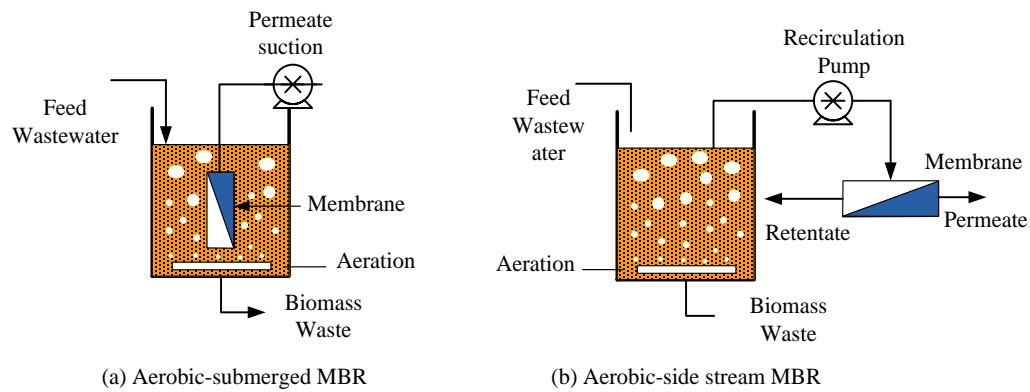 Permeate
suction
Feed
Wastewater
Membrane
Aeration
Biomass
Waste
(a) Aerobic-submerged MBR
Recirculation
Pump
Feed
Wastew
ater
Membrane
Retentate
Permeate
Aeration
Biomass
Waste
(b) Aerobic-side stream MBR